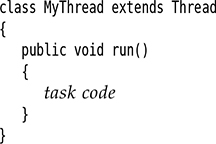 class MyThread extends Thread
{
public void run()
{
task code
}
}